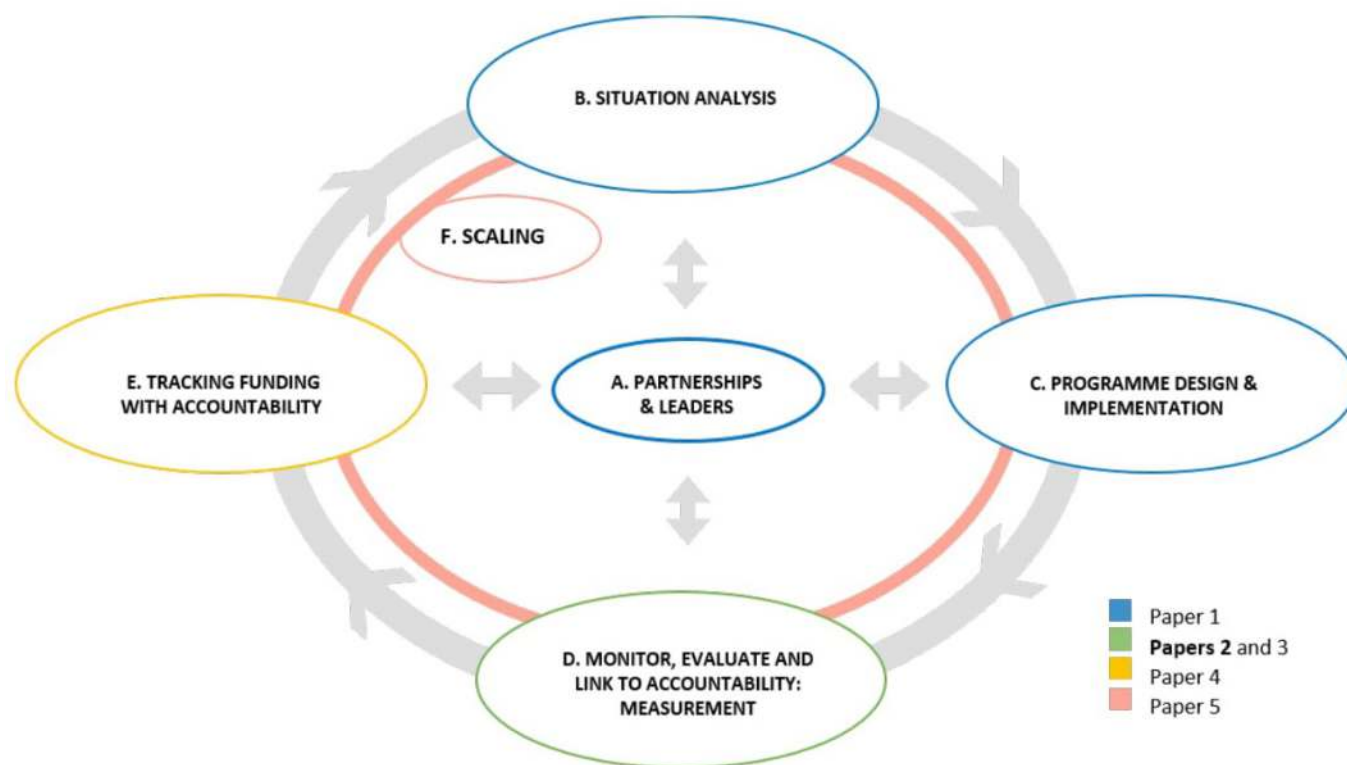 B. SITUATION ANALYSIS
F. SCALING
E. TRACKING FUNDING
WITH ACCOUNTABILITY
A. PARTNERSHIPS
& LEADERS
C. PROGRAMME DESIGN &
IMPLEMENTATION
D. MONITOR, EVALUATE AND
LINK TO ACCOUNTABILITY:
MEASUREMENT
Paper 1
Papers 2 and 3
Paper 4
Paper 5